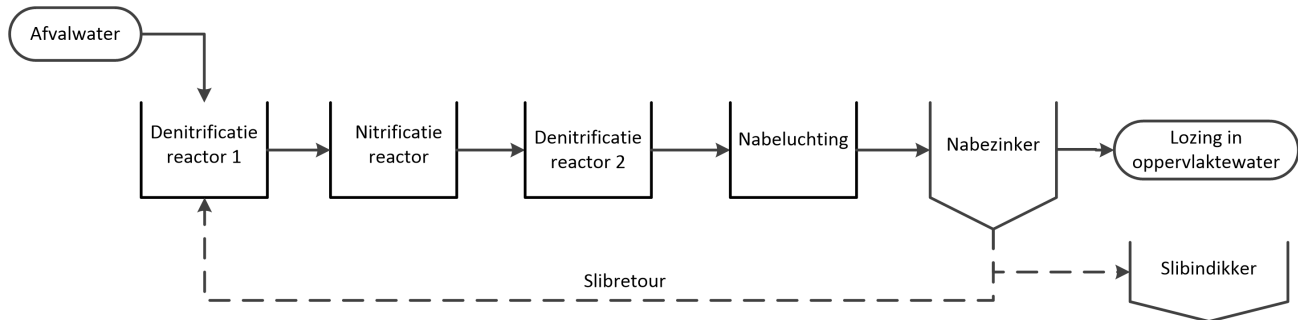 Afvalwater
Denitrificatie
reactor 1
Nitrificatie
reactor
Denitrificatie
reactor 2
Nabeluchting
Nabezinker
Lozing in
oppervlaktewater
Slibretour
Slibindikker